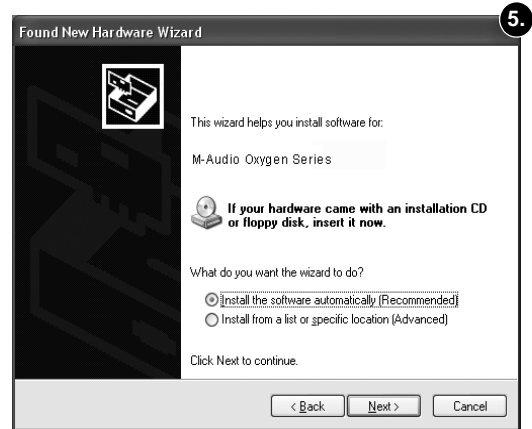 5.
Found New Hardware Wizard
This wizard helps you install software for:
M-Audio Oxygen Series
If your hardware came with an installation CD
or floppy disk, insert it now.
What do you want the wizard to do?
Install the software automatically (Recommended)
Install from a list or specific location (Advanced)
Click Next to continue.
< Back
Next >
Cancel